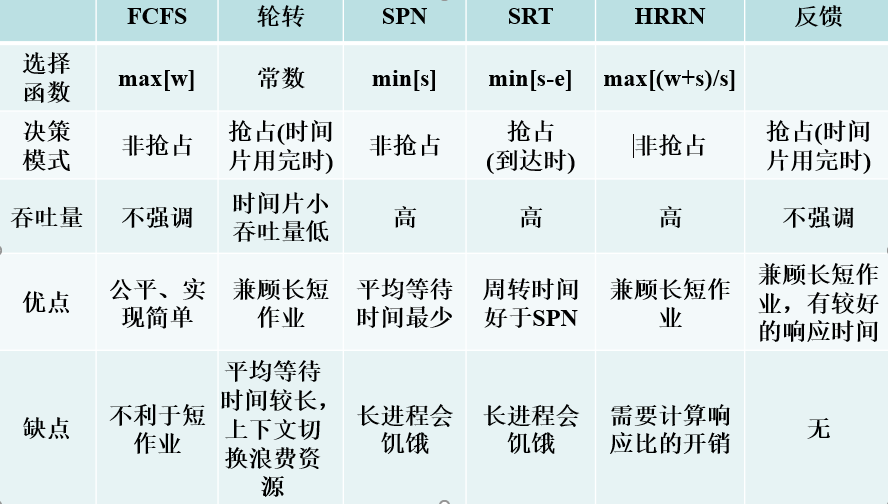 FCFS 轮转 SPN SRT HRRN 反馈
选择函数 max[w] 常数 min[s] min[s-e] max[(w+s)/s]
决策模式 非抢占 抢占(时间片用完时) 非抢占 抢占(到达时) 非抢占 抢占(时间片用完时)
吞吐量 不强调 时间片小吞吐量低 高 高 高 不强调
优点 公平、实现简单 兼顾长短作业 平均等待时间最少 周转时间好于SPN 兼顾长短作业 兼顾长短作业，有较好的响应时间
缺点 不利于短作业 平均等待时间较长，上下文切换浪费资源 长进程会饥饿 长进程会饥饿 需要计算响应比的开销 无